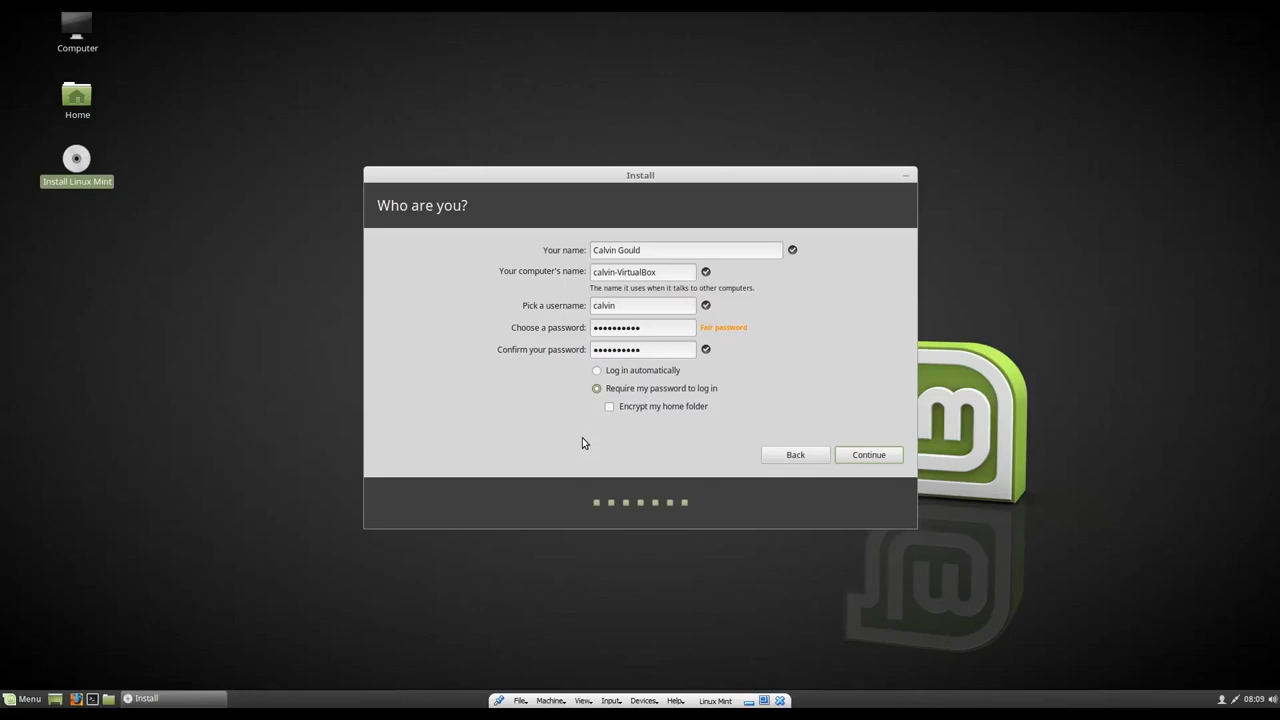 Computer
Home
Install Linux Mint
Install
Who are you?
Your name: Calvin Gould
Your computer's name: calvin-VirtualBox
The name it uses when it talks to other computers.
Pick a username: calvin
Choose a password: ●●●●●●●●●● Fair password
Confirm your password: ●●●●●●●●●●
Log in automatically
Require my password to log in
Encrypt my home folder
Back Continue
Menu Install File Machine View Input Devices Help Linux Mint 08:09